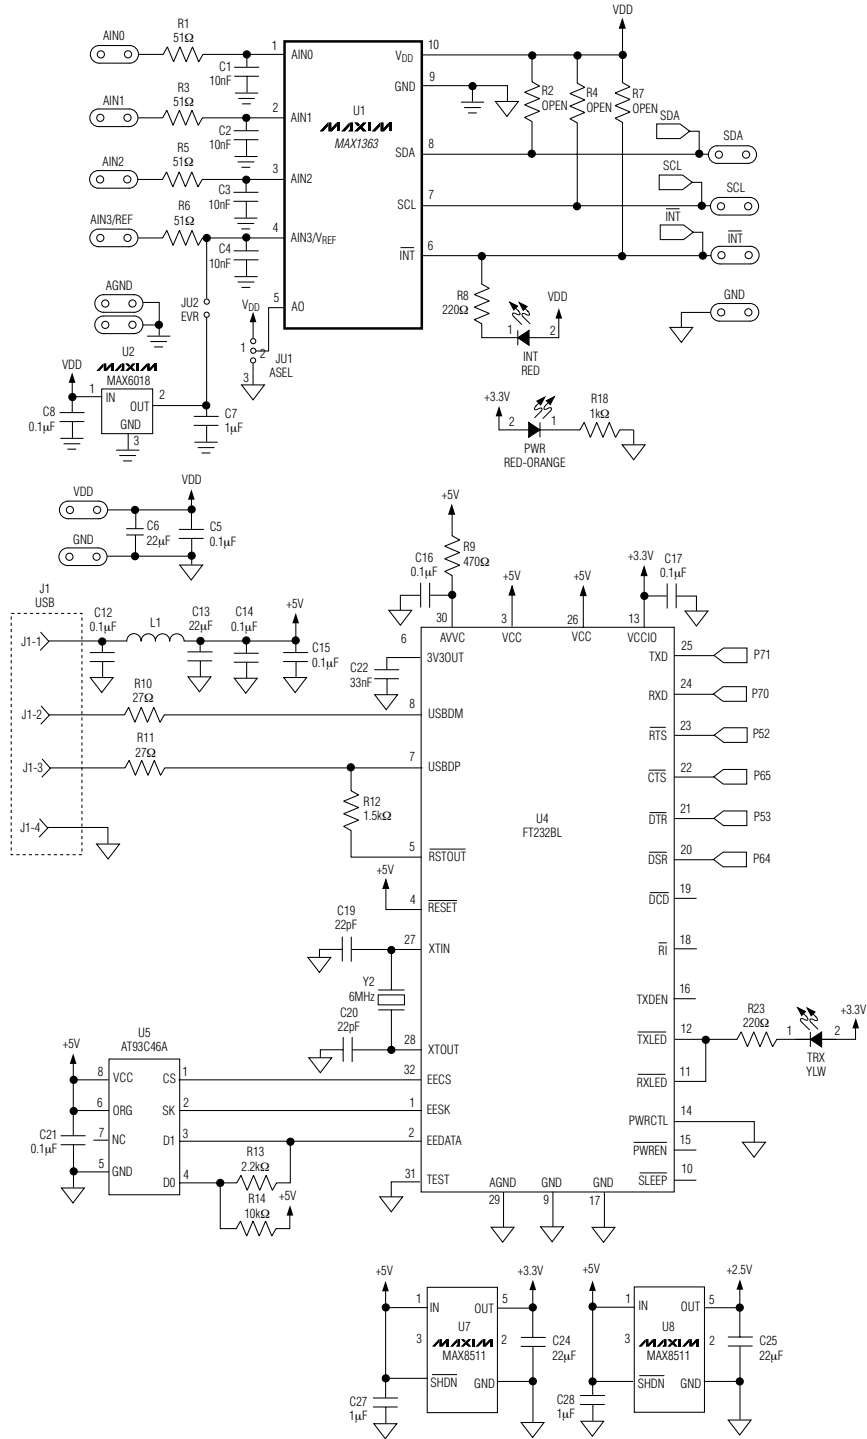 VDD
AIN0
R1
51Ω
1
AIN0
C1
10nF
VDD
10
GND
9
R2
OPEN
R4
OPEN
R7
OPEN
AIN1
R3
51Ω
2
AIN1
C2
10nF
U1
MAXIM
MAX1363
SDA
8
SDA
SDA
AIN2
R5
51Ω
3
AIN2
C3
10nF
SCL
7
SCL
SCL
AIN3/REF
R6
51Ω
4
AIN3/VREF
C4
10nF
INT
6
INT
INT
AGND
JU2
EVR
5
A0
VDD
1
2
3
JU1
ASEL
R8
220Ω
1
2
VDD
INT
RED
GND
U2
MAXIM
MAX6018
VDD
1
IN
OUT
2
GND
3
C8
0.1µF
C7
1µF
+3.3V
2
1
R18
1kΩ
PWR
RED-ORANGE
VDD
VDD
C6
22µF
C5
0.1µF
GND
+5V
R9
470Ω
C16
0.1µF
+5V
+5V
+3.3V
C17
0.1µF
30
3
26
13
AVVC
VCC
VCC
VCCIO
J1
USB
J1-1
C12
0.1µF
L1
C13
22µF
C14
0.1µF
+5V
C15
0.1µF
6
3V3OUT
C22
33nF
TXD
25
P71
J1-2
R10
27Ω
8
USBDM
RXD
24
P70
RTS
23
P52
J1-3
R11
27Ω
7
USBDP
CTS
22
P65
R12
1.5kΩ
U4
FT232BL
DTR
21
P53
J1-4
5
RSTOUT
DSR
20
P64
+5V
4
RESET
DCD
19
C19
22pF
27
XTIN
RI
18
Y2
6MHz
TXDEN
16
C20
22pF
28
XTOUT
TXLED
12
R23
220Ω
1
2
+3.3V
TRX
YLW
RXLED
11
U5
AT93C46A
+5V
8
VCC
CS
1
32
EECS
6
ORG
SK
2
1
EESK
PWRCTL
14
C21
0.1µF
7
NC
D1
3
2
EEDATA
PWREN
15
5
GND
D0
4
R13
2.2kΩ
R14
10kΩ
+5V
31
TEST
AGND
GND
GND
SLEEP
10
29
9
17
+5V
1
IN
OUT
5
+3.3V
U7
MAXIM
MAX8511
3
2
C24
22µF
SHDN
GND
C27
1µF
+5V
1
IN
OUT
5
+2.5V
U8
MAXIM
MAX8511
3
2
C25
22µF
SHDN
GND
C28
1µF